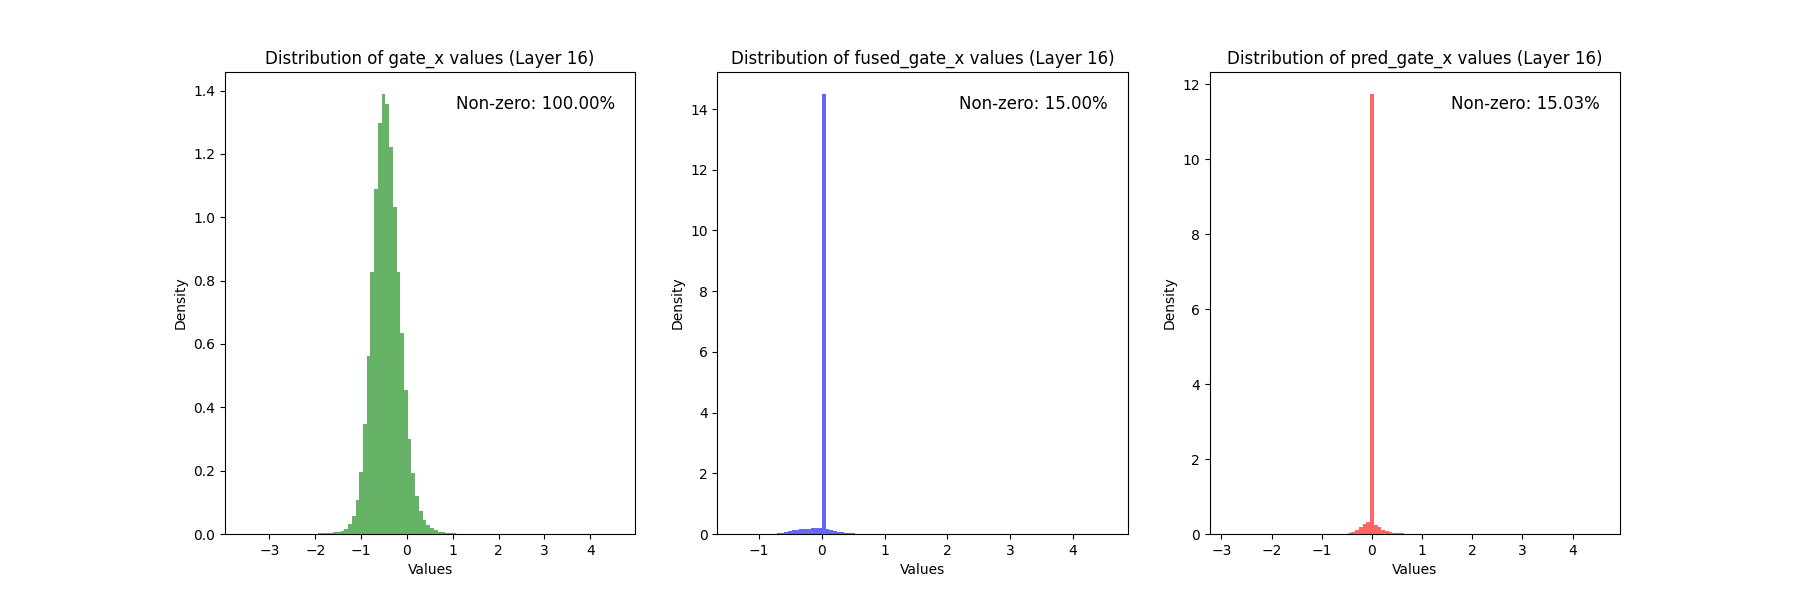 Distribution of gate_x values (Layer 16)
Non-zero: 100.00%
1.4
1.2
1.0
0.8
0.6
0.4
0.2
0.0
Density
−3 −2 −1 0 1 2 3 4
Values
Distribution of fused_gate_x values (Layer 16)
Non-zero: 15.00%
14
12
10
8
6
4
2
0
Density
−1 0 1 2 3 4
Values
Distribution of pred_gate_x values (Layer 16)
Non-zero: 15.03%
12
10
8
6
4
2
0
Density
−3 −2 −1 0 1 2 3 4
Values